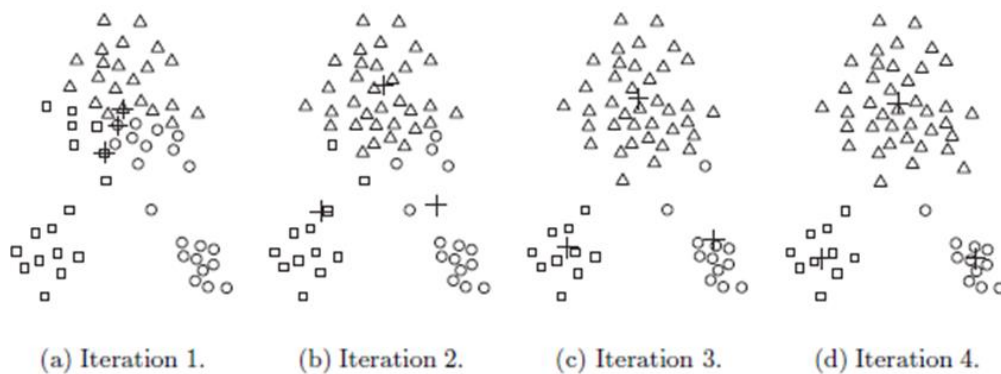 (a) Iteration 1.
(b) Iteration 2.
(c) Iteration 3.
(d) Iteration 4.